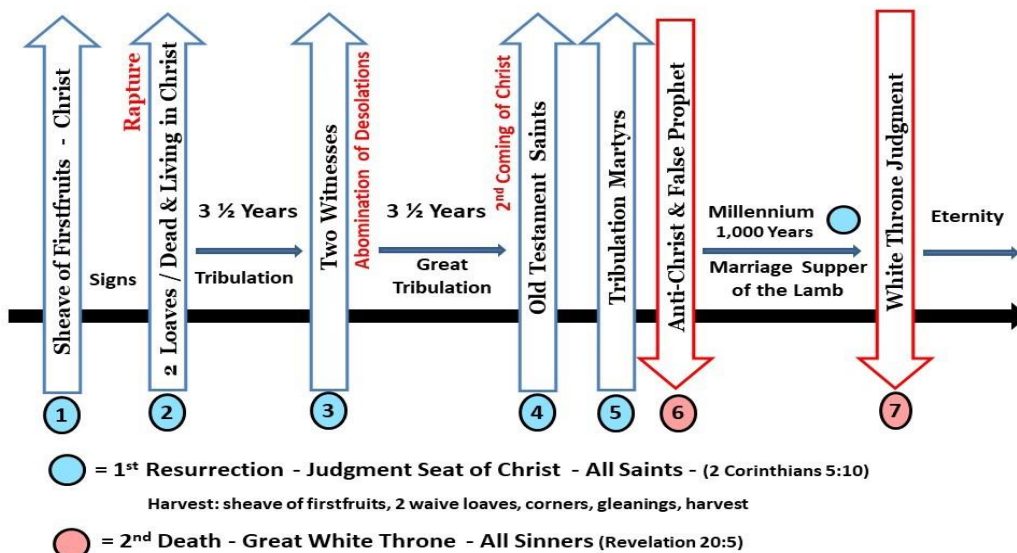 Sheave of Firstfruits - Christ
Signs
Rapture
2 Loaves / Dead & Living in Christ
3 ½ Years
Tribulation
Two Witnesses
Abomination of Desolations
3 ½ Years
Great
Tribulation
2nd Coming of Christ
Old Testament Saints
Tribulation Martyrs
Anti-Christ & False Prophet
Millennium
1,000 Years
Marriage Supper
of the Lamb
White Throne Judgment
Eternity
1
2
3
4
5
6
7
= 1st Resurrection - Judgment Seat of Christ - All Saints - (2 Corinthians 5:10)
Harvest: sheave of firstfruits, 2 waive loaves, corners, gleanings, harvest
= 2nd Death - Great White Throne - All Sinners (Revelation 20:5)